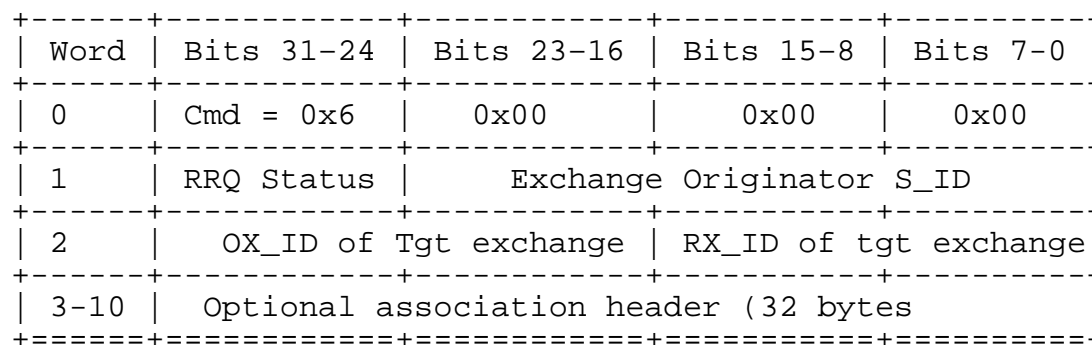 +------+------------+------------+-----------+----------
| Word | Bits 31–24 | Bits 23–16 | Bits 15–8 | Bits 7-0
+------+------------+------------+-----------+----------
| 0 | Cmd = 0x6 | 0x00 | 0x00 | 0x00
+------+------------+------------+-----------+----------
| 1 | RRQ Status | Exchange Originator S_ID
+------+------------+------------+-----------+----------
| 2 | OX_ID of Tgt exchange | RX_ID of tgt exchange
+------+------------+------------+-----------+----------
| 3-10 | Optional association header (32 bytes
+======+============+============+===========+==========